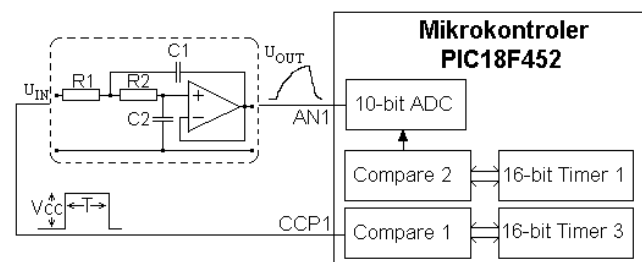 Mikrokontroler
PIC18F452
C1
U_OUT
R1
R2
U_IN
+
C2
-
AN1
10-bit ADC
Compare 2
16-bit Timer 1
Vcc
T
CCP1
Compare 1
16-bit Timer 3